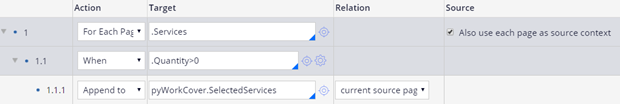 Action Target Relation Source
1 For Each Pag .Services Also use each page as source context
1.1 When .Quantity>0
1.1.1 Append to pyWorkCover.SelectedServices current source pag